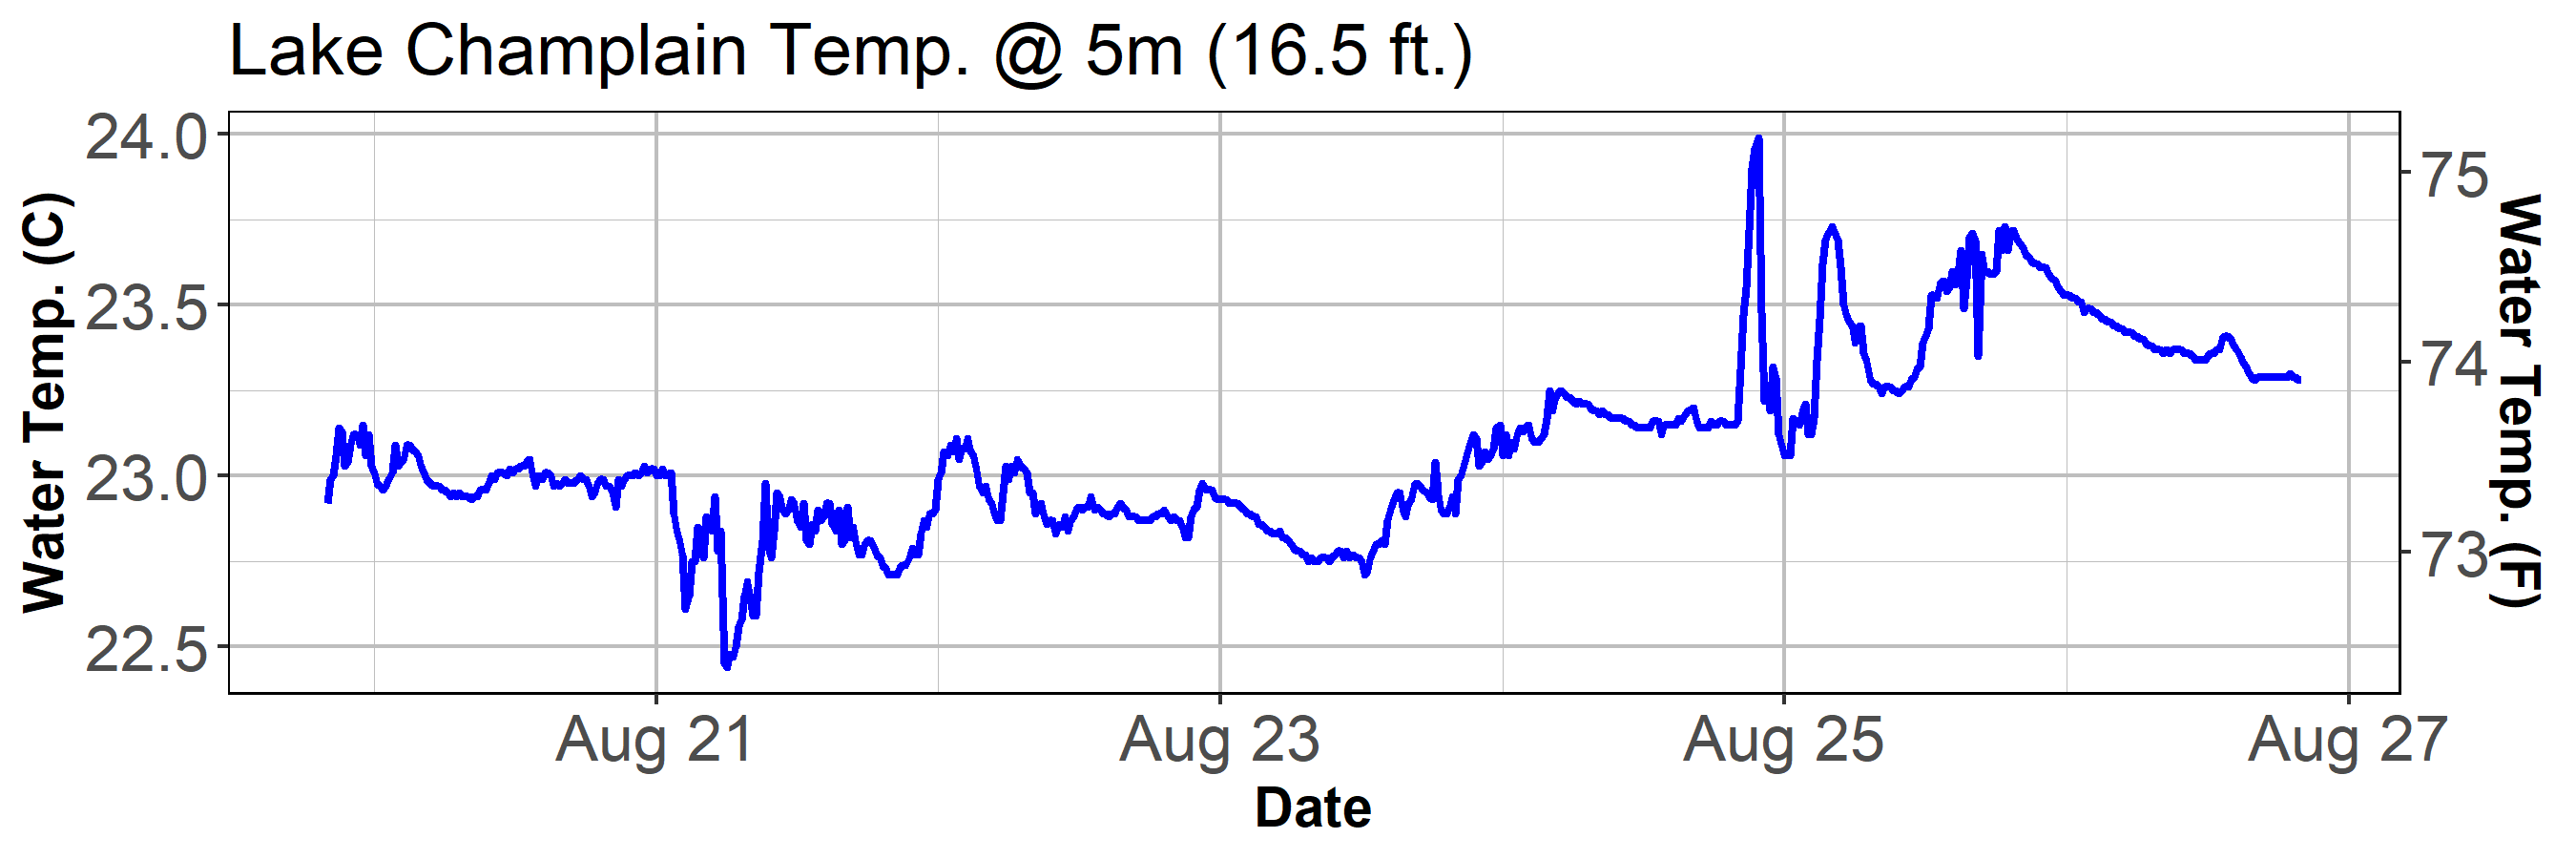 Lake Champlain Temp. @ 5m (16.5 ft.)
Water Temp. (C)
24.0
23.5
23.0
22.5
75
74
73
Water Temp. (F)
Aug 21
Aug 23
Aug 25
Aug 27
Date